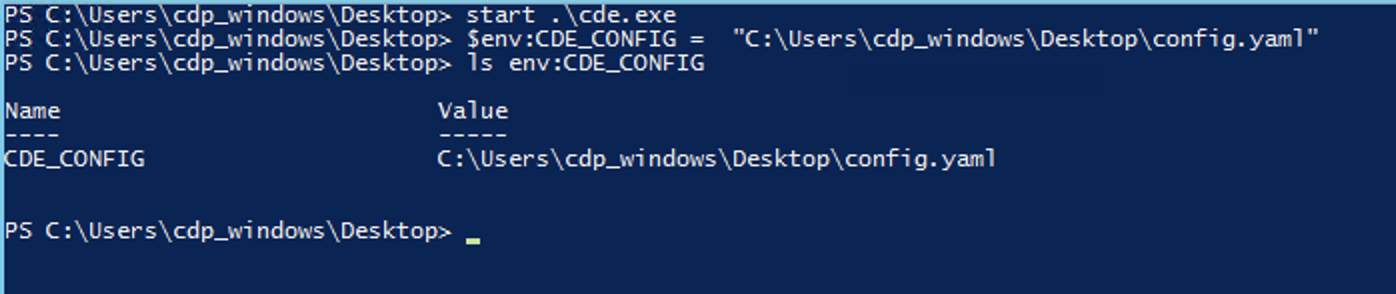 PS C:\Users\cdp_windows\Desktop> start .\cde.exe
PS C:\Users\cdp_windows\Desktop> $env:CDE_CONFIG =  "C:\Users\cdp_windows\Desktop\config.yaml"
PS C:\Users\cdp_windows\Desktop> ls env:CDE_CONFIG
Name                           Value
----                           -----
CDE_CONFIG                     C:\Users\cdp_windows\Desktop\config.yaml
PS C:\Users\cdp_windows\Desktop> _